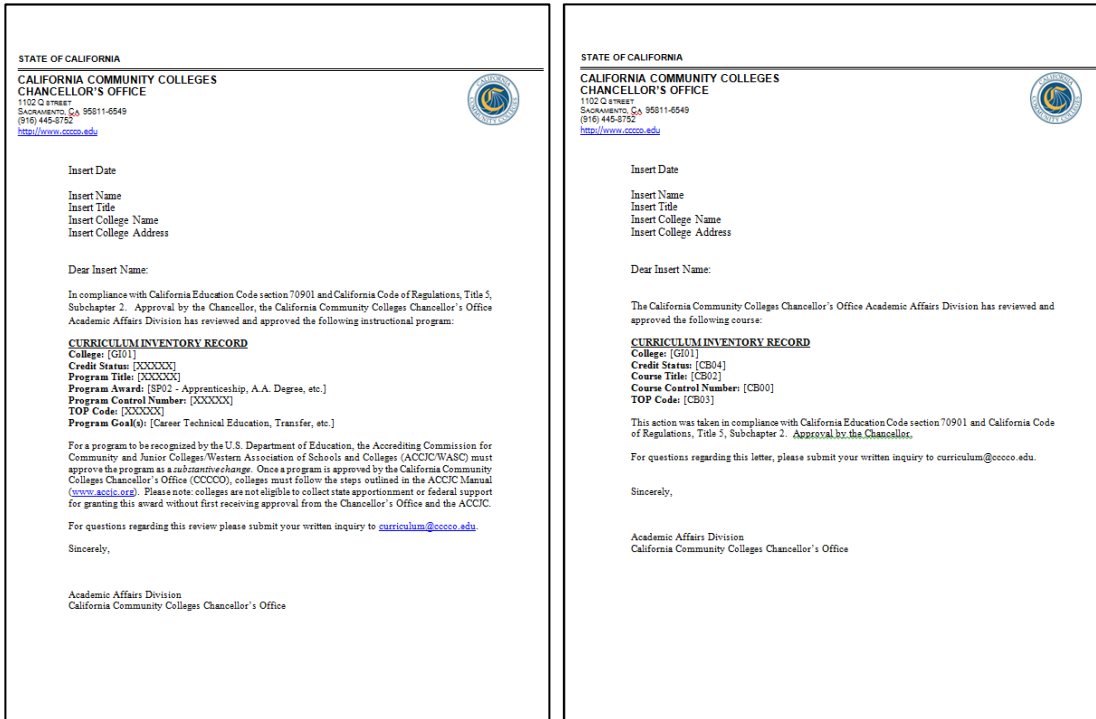 STATE OF CALIFORNIA
CALIFORNIA COMMUNITY COLLEGES
CHANCELLOR'S OFFICE
1102 Q STREET
SACRAMENTO, CA 95811-6549
(916) 445-8752
http://www.cccco.edu
CALIFORNIA COMMUNITY COLLEGES
Insert Date
Insert Name
Insert Title
Insert College Name
Insert College Address
Dear Insert Name:
In compliance with California Education Code section 70901 and California Code of Regulations, Title 5,
Subchapter 2. Approval by the Chancellor, the California Community Colleges Chancellor's Office
Academic Affairs Division has reviewed and approved the following instructional program:
CURRICULUM INVENTORY RECORD
College: [GI01]
Credit Status: [XXXXX]
Program Title: [XXXXX]
Program Award: [SP02 - Apprenticeship, A.A. Degree, etc.]
Program Control Number: [XXXXX]
TOP Code: [XXXXX]
Program Goal(s): [Career Technical Education, Transfer, etc.]
For a program to be recognized by the U.S. Department of Education, the Accrediting Commission for
Community and Junior Colleges/Western Association of Schools and Colleges (ACCJC/WASC) must
approve the program as a substantive change. Once a program is approved by the California Community
Colleges Chancellor's Office (CCCCO), colleges must follow the steps outlined in the ACCJC Manual
(www.accjc.org). Please note: colleges are not eligible to collect state apportionment or federal support
for granting this award without first receiving approval from the Chancellor's Office and the ACCJC.
For questions regarding this review please submit your written inquiry to curriculum@cccco.edu.
Sincerely,
Academic Affairs Division
California Community Colleges Chancellor's Office
STATE OF CALIFORNIA
CALIFORNIA COMMUNITY COLLEGES
CHANCELLOR'S OFFICE
1102 Q STREET
SACRAMENTO, CA 95811-6549
(916) 445-8752
http://www.cccco.edu
CALIFORNIA COMMUNITY COLLEGES
Insert Date
Insert Name
Insert Title
Insert College Name
Insert College Address
Dear Insert Name:
The California Community Colleges Chancellor's Office Academic Affairs Division has reviewed and
approved the following course:
CURRICULUM INVENTORY RECORD
College: [GI01]
Credit Status: [CB04]
Course Title: [CB02]
Course Control Number: [CB00]
TOP Code: [CB03]
This action was taken in compliance with California Education Code section 70901 and California Code
of Regulations, Title 5, Subchapter 2. Approval by the Chancellor.
For questions regarding this letter, please submit your written inquiry to curriculum@cccco.edu.
Sincerely,
Academic Affairs Division
California Community Colleges Chancellor's Office